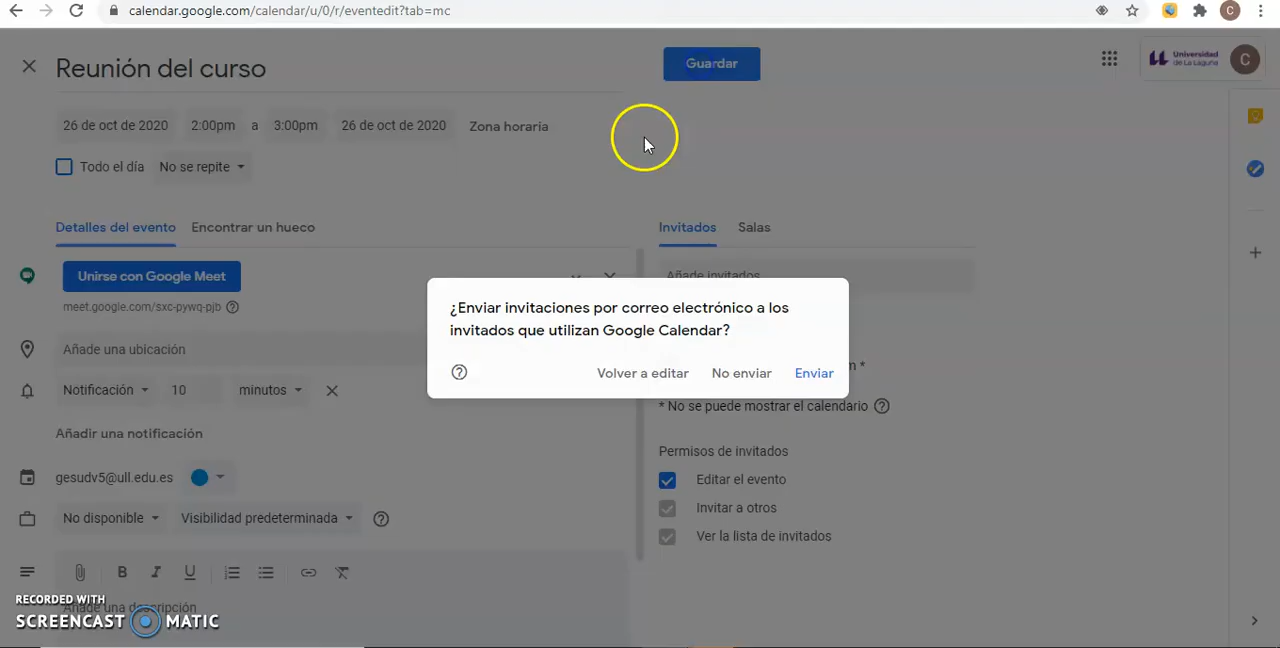 calendar.google.com/calendar/u/0/r/eventedit?tab=mc
C
Reunión del curso
Guardar
Universidad
de La Laguna
C
26 de oct 2020 2:00pm a 3:00pm 26 de oct 2020 Zona horaria
Todo el día No se repite
Detalles del evento Encontrar un hueco
Invitados Salas
Unirse con Google Meet
Añade invitados
meet.google.com/sxc-pywq-pjb
¿Enviar invitaciones por correo electrónico a los
invitados que utilizan Google Calendar?
Volver a editar No enviar Enviar
Añade una ubicación
Notificación 10 minutos
m *
* No se puede mostrar el calendario
Añadir una notificación
Permisos de invitados
gesudv5@ull.edu.es
Editar el evento
Invitar a otros
No disponible Visibilidad predeterminada
Ver la lista de invitados
B I U
Añade una descripción
RECORDED WITH
SCREENCAST MATIC